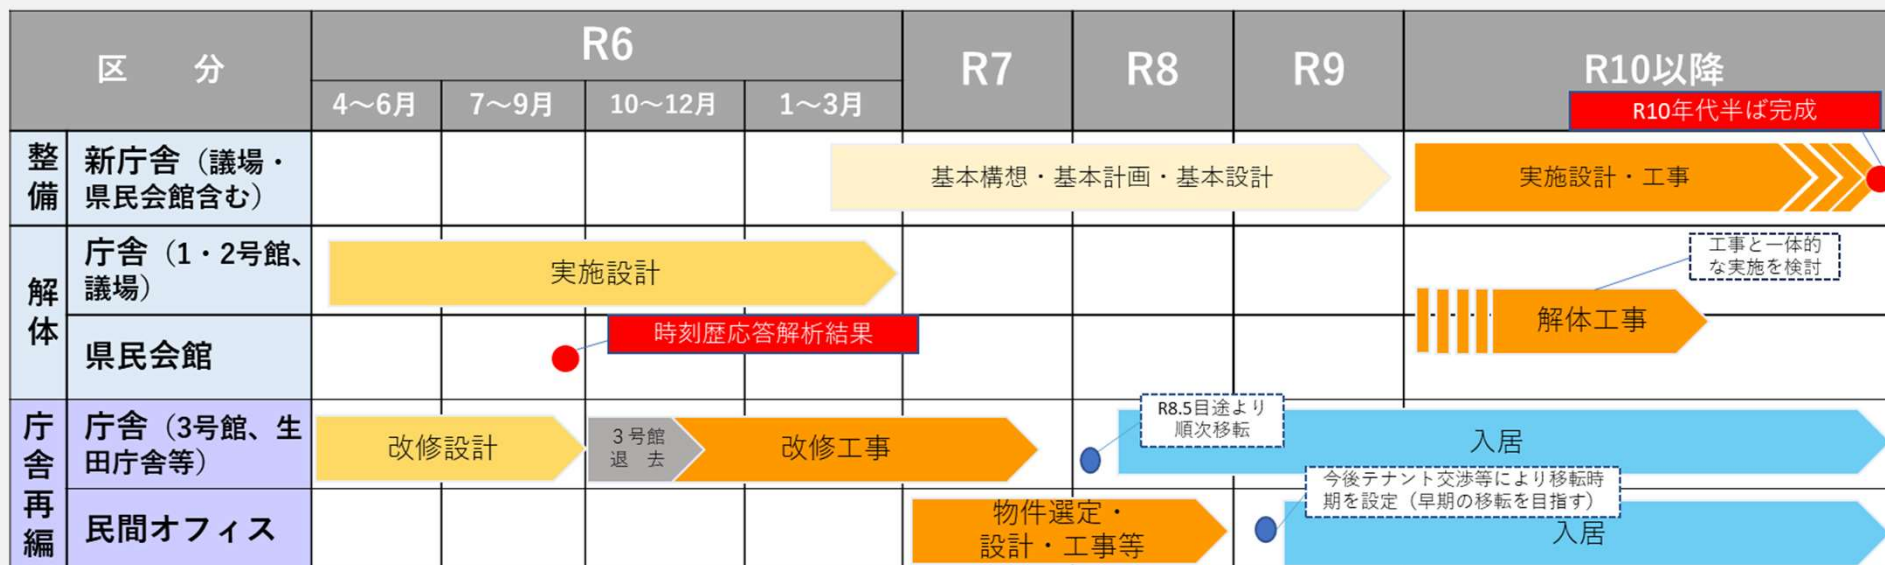 区　分
R6
R7
R8
R9
R10以降
4～6月
7～9月
10～12月
1～3月
R10年代半ば完成
整備
新庁舎（議場・
県民会館含む）
基本構想・基本計画・基本設計
実施設計・工事
解体
庁舎（1・2号館、
議場）
実施設計
工事と一体的
な実施を検討
解体工事
県民会館
時刻歴応答解析結果
庁舎再編
庁舎（3号館、生
田庁舎等）
改修設計
３号館
退　去
改修工事
R8.5目途より
順次移転
入居
民間オフィス
物件選定・
設計・工事等
今後テナント交渉等により移転時
期を設定（早期の移転を目指す）
入居